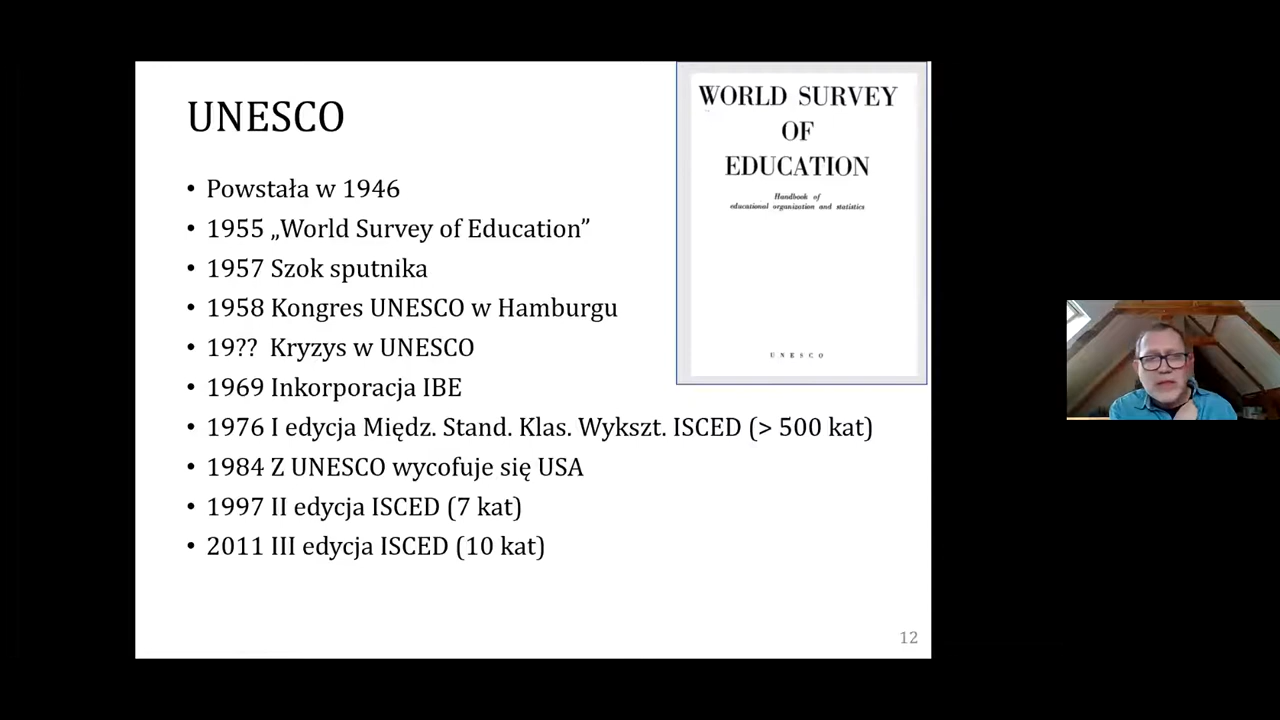 UNESCO
• Powstała w 1946
• 1955 „World Survey of Education”
• 1957 Szok sputnika
• 1958 Kongres UNESCO w Hamburgu
• 19??  Kryzys w UNESCO
• 1969 Inkorporacja IBE
• 1976 I edycja Międz. Stand. Klas. Wykszt. ISCED (> 500 kat)
• 1984 Z UNESCO wycofuje się USA
• 1997 II edycja ISCED (7 kat)
• 2011 III edycja ISCED (10 kat)
WORLD SURVEY
OF
EDUCATION
Handbook of
educational organization and statistics
UNESCO
12